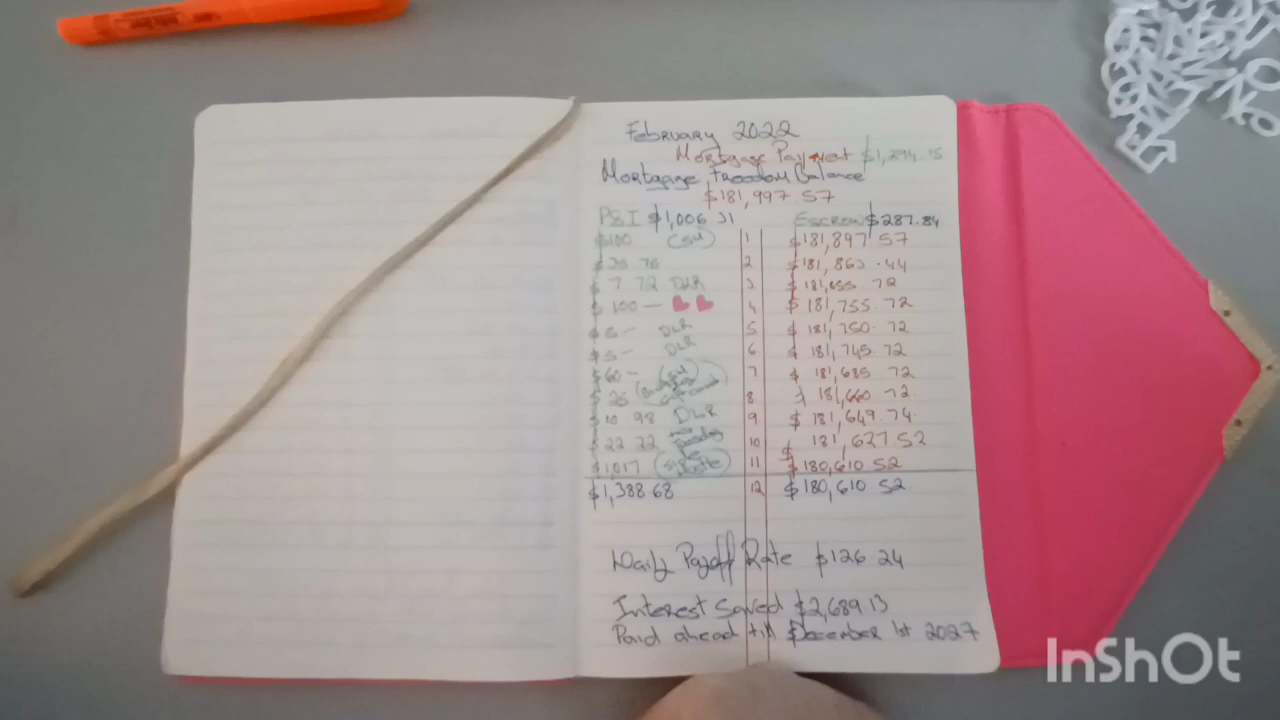 February 2022
Mortgage Payment $1,294.15
Mortgage Freedom Balance
$181,997 57
P&I $1,006 31 Escrow $287.84
$100 (54) 1 $181,897 57
2 $181,863.44
$7 72 DLR 3 $181,855 72
$100 — 4 $181,755.72
$5 — DLR 5 $181,750.72
$5 — DLR 6 $181,745.72
$60 — 7 $181,685 72
$25 8 181,660 72
$10 98 DLR 9 $181,649.74
$22 22 10 $181,627 52
$1,017 11 $180,610 52
$1,388.68 12 $180,610 52
Daily Payoff Rate $126.24
Interest Saved $2,689 13
Paid ahead till December 1st 2027
InShOt